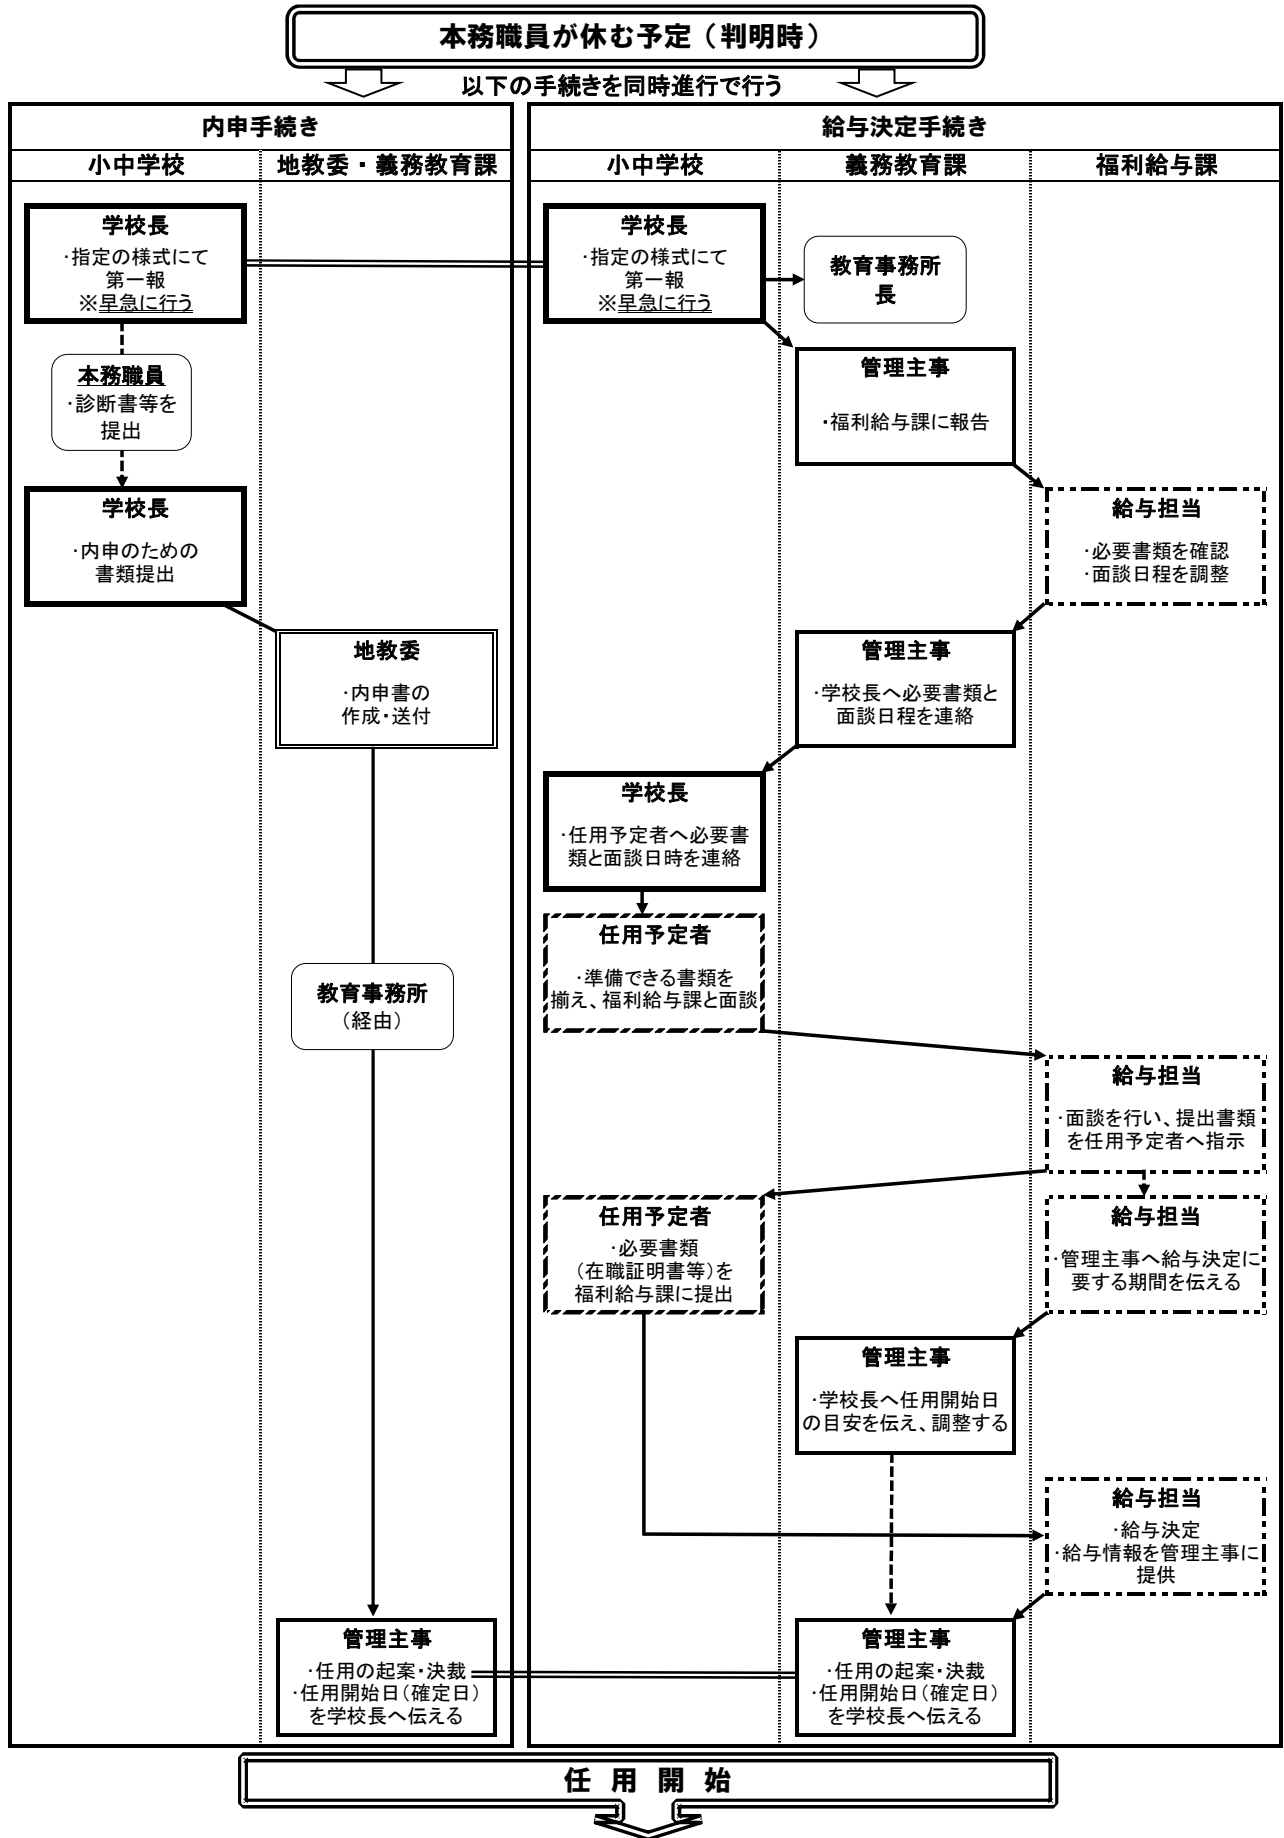 本務職員が休む予定（判明時）
以下の手続きを同時進行で行う
内申手続き
小中学校
地教委・義務教育課
学校長
・指定の様式にて
第一報
※早急に行う
本務職員
・診断書等を
提出
学校長
・内申のための
書類提出
地教委
・内申書の
作成・送付
教育事務所
（経由）
管理主事
・任用の起案・決裁
・任用開始日（確定日）
を学校長へ伝える
給与決定手続き
小中学校
義務教育課
福利給与課
学校長
・指定の様式にて
第一報
※早急に行う
教育事務所
長
管理主事
・福利給与課に報告
給与担当
・必要書類を確認
・面談日程を調整
管理主事
・学校長へ必要書類と
面談日程を連絡
学校長
・任用予定者へ必要書
類と面談日時を連絡
任用予定者
・準備できる書類を
揃え、福利給与課と面談
給与担当
・面談を行い、提出書類
を任用予定者へ指示
任用予定者
・必要書類
（在職証明書等）を
福利給与課に提出
給与担当
・管理主事へ給与決定に
要する期間を伝える
管理主事
・学校長へ任用開始日
の目安を伝え、調整する
給与担当
・給与決定
・給与情報を管理主事に
提供
管理主事
・任用の起案・決裁
・任用開始日（確定日）
を学校長へ伝える
任 用 開 始